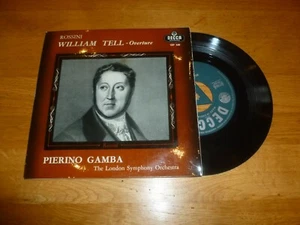 ROSSINI
WILLIAM TELL - Overture
DECCA
PIERINO GAMBA
The London Symphony Orchestra
DECCA